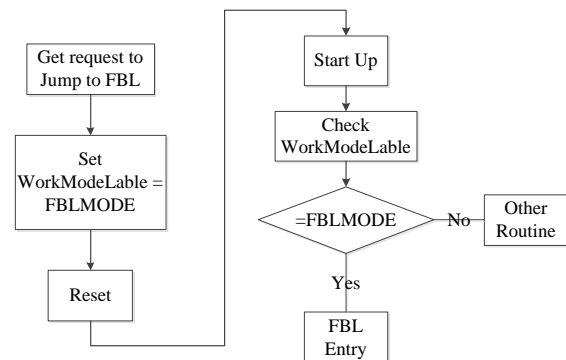 Get request to
Jump to FBL
Set
WorkModeLable =
FBLMODE
Reset
Start Up
Check
WorkModeLable
=FBLMODE
No
Other
Routine
Yes
FBL
Entry